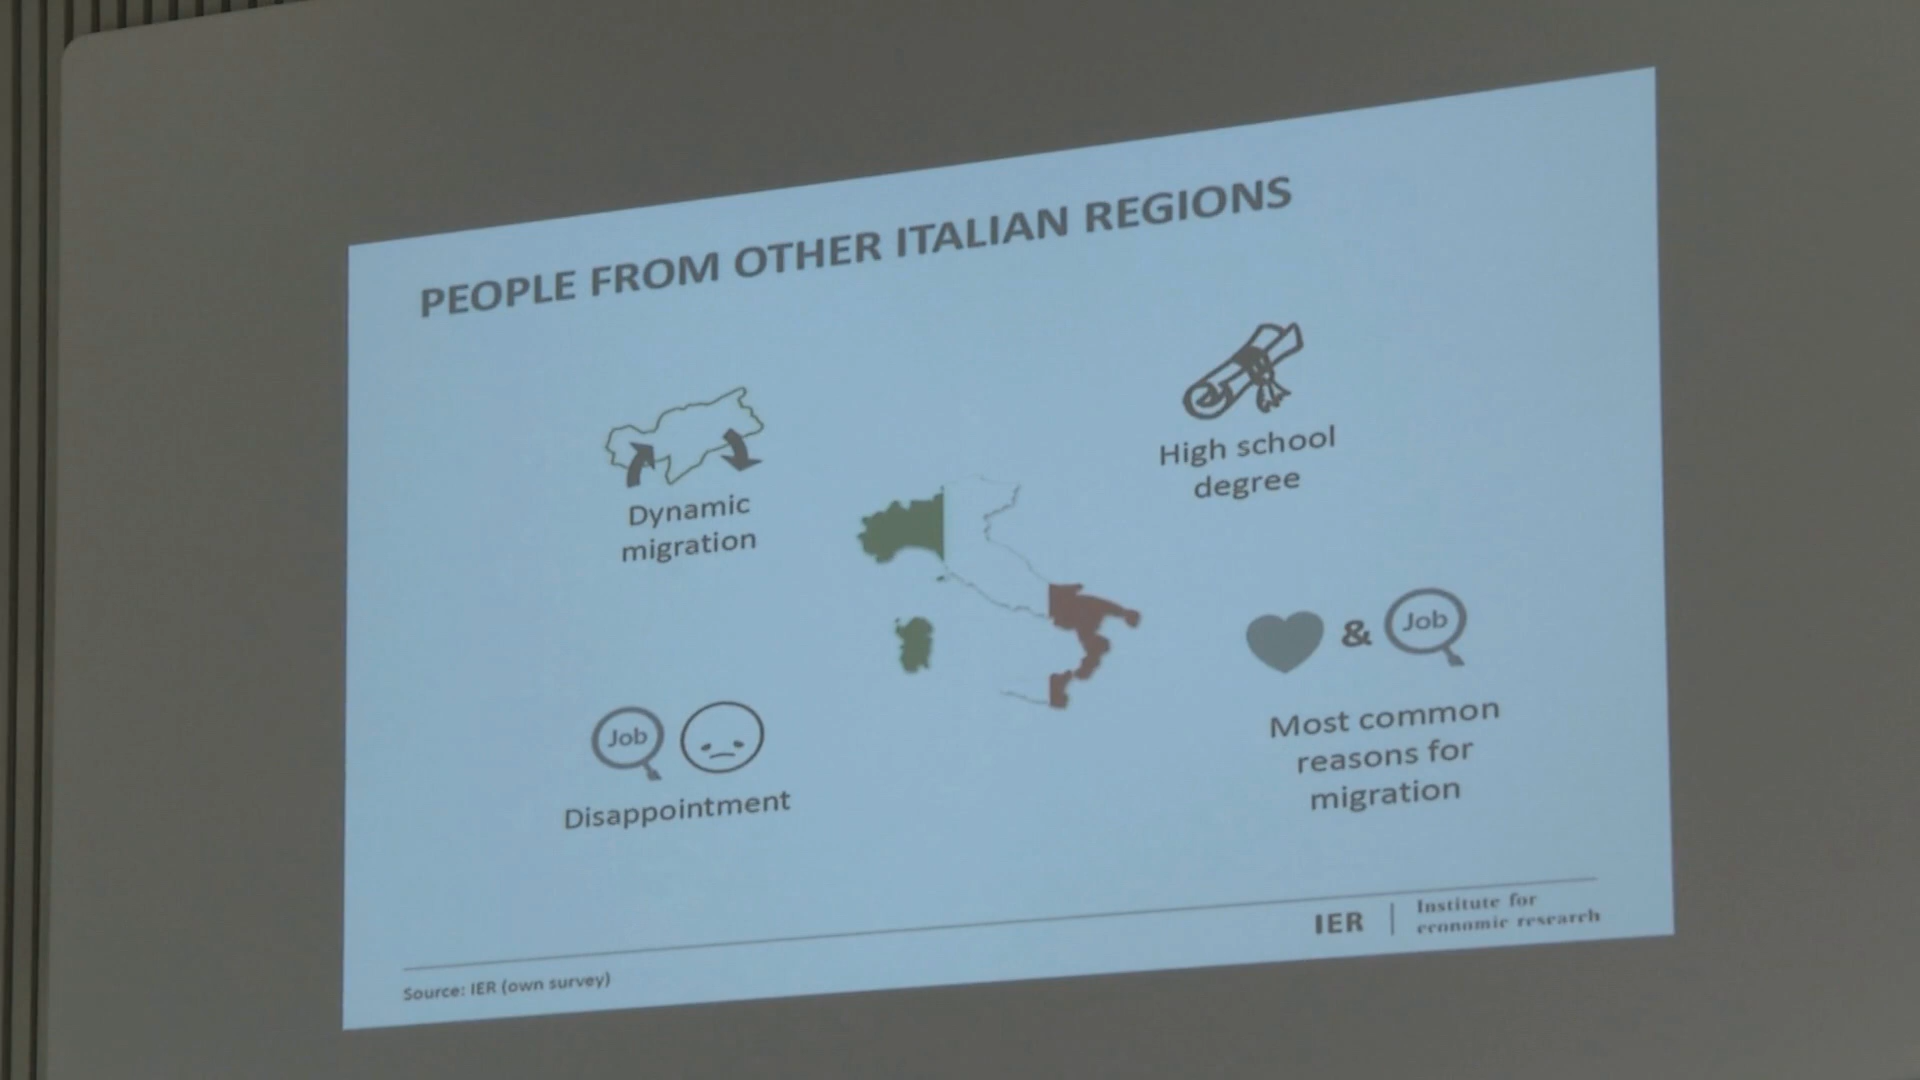 PEOPLE FROM OTHER ITALIAN REGIONS
Dynamic
migration
High school
degree
& Job
Most common
reasons for
migration
Job
Disappointment
IER | Institute for
economic research
Source: IER (own survey)